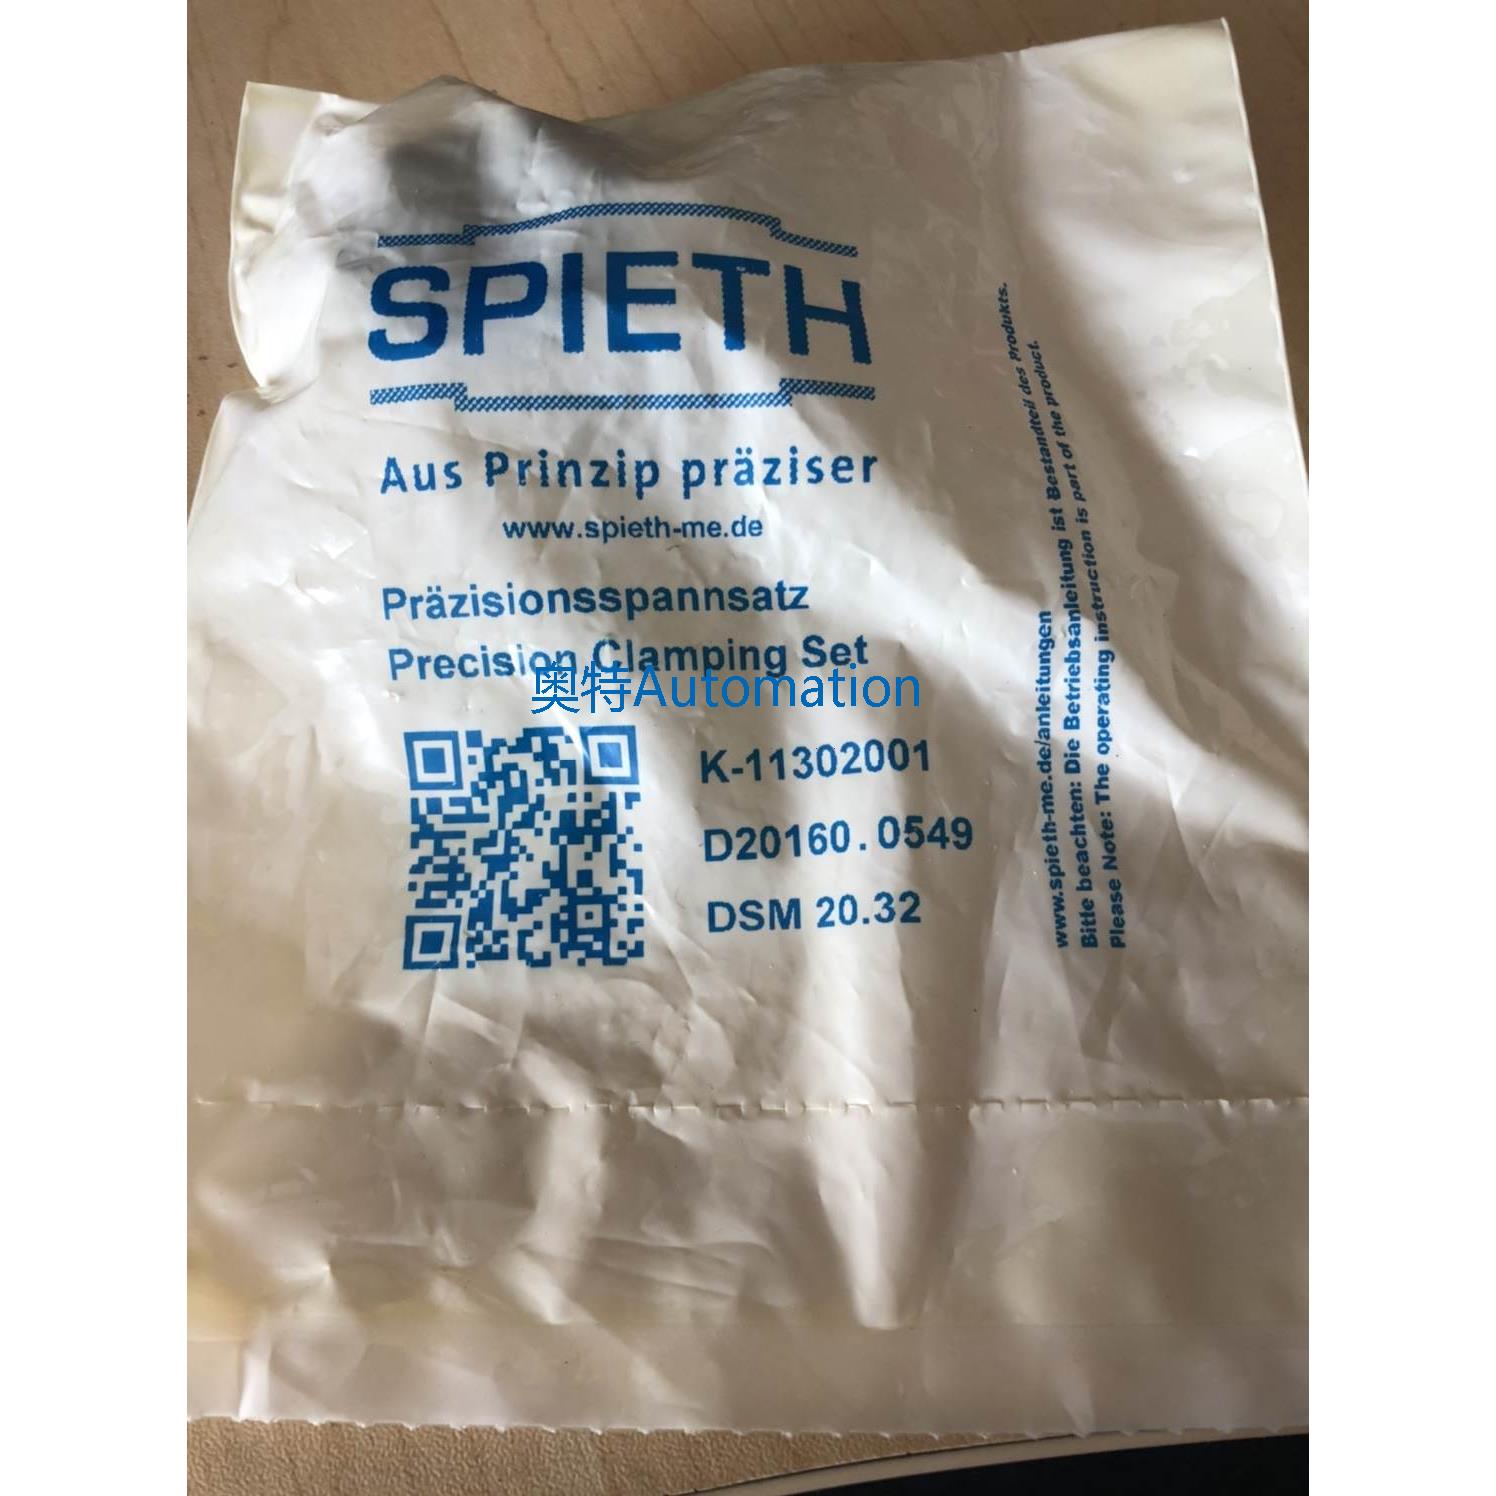 SPIETH
Aus Prinzip präziser
www.spieth-me.de
Präzisionsspannsatz
Precision Clamping Set
奥特Automation
K-11302001
D20160.0549
DSM 20.32
www.spieth-me.de/anleitungen
Bitte beachten: Die Betriebsanleitung ist Bestandteil des Produkts.
Please Note: The operating instruction is part of the product.